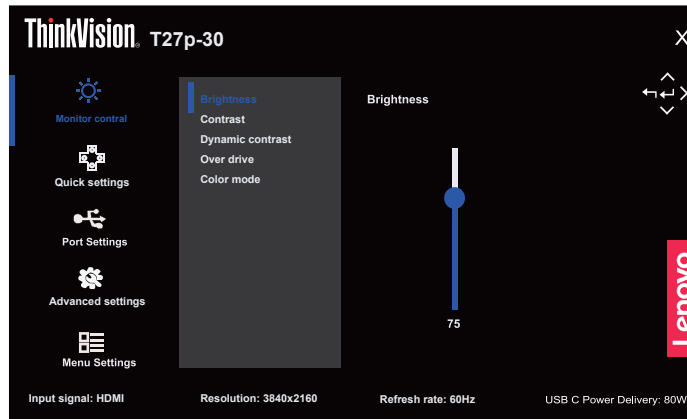 ThinkVision. T27p-30
X
Monitor contral
Quick settings
Port Settings
Advanced settings
Menu Settings
Brightness
Contrast
Dynamic contrast
Over drive
Color mode
Brightness
75
Lenovo
Input signal: HDMI
Resolution: 3840x2160
Refresh rate: 60Hz
USB C Power Delivery: 80W